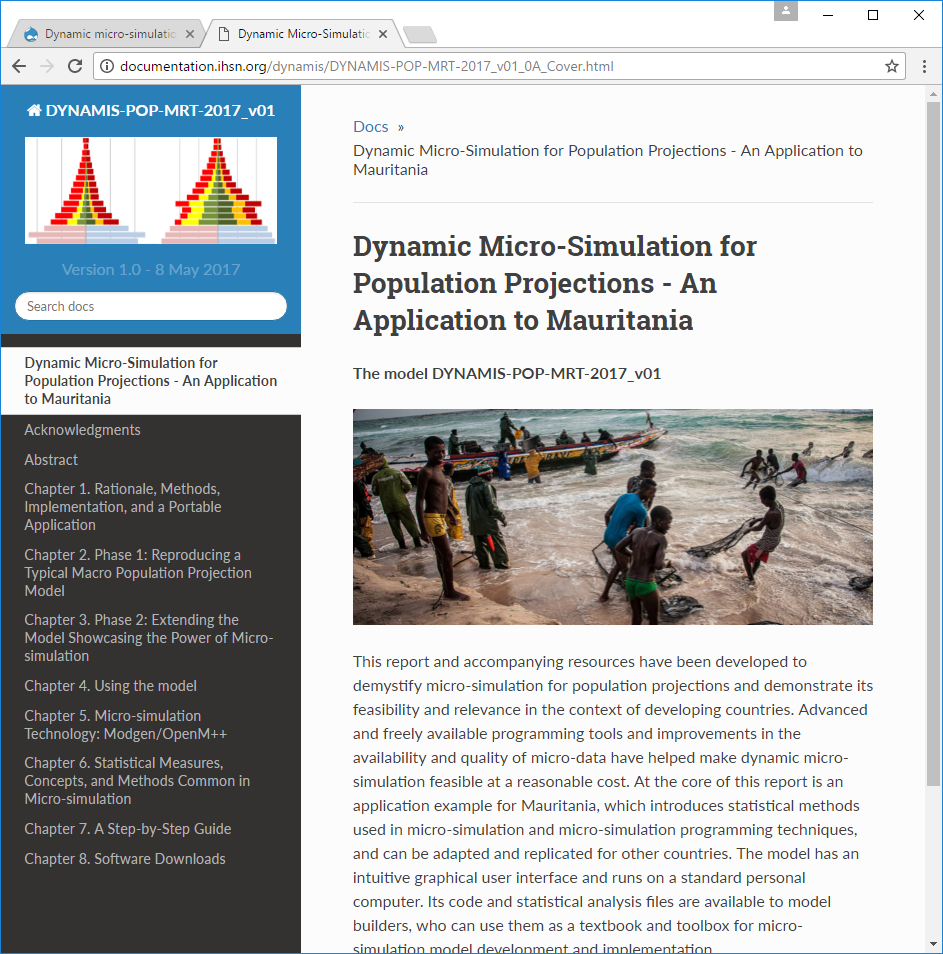 Dynamic micro-simulatio
Dynamic Micro-Simulatio
documentation.ihsn.org/dynamis/DYNAMIS-POP-MRT-2017_v01_0A_Cover.html
DYNAMIS-POP-MRT-2017_v01
Version 1.0 - 8 May 2017
Search docs
Dynamic Micro-Simulation for
Population Projections - An Application
to Mauritania
Acknowledgments
Abstract
Chapter 1. Rationale, Methods,
Implementation, and a Portable
Application
Chapter 2. Phase 1: Reproducing a
Typical Macro Population Projection
Model
Chapter 3. Phase 2: Extending the
Model Showcasing the Power of Micro-
simulation
Chapter 4. Using the model
Chapter 5. Micro-simulation
Technology: Modgen/OpenM++
Chapter 6. Statistical Measures,
Concepts, and Methods Common in
Micro-simulation
Chapter 7. A Step-by-Step Guide
Chapter 8. Software Downloads
Docs »
Dynamic Micro-Simulation for Population Projections - An Application to
Mauritania
Dynamic Micro-Simulation for
Population Projections - An
Application to Mauritania
The model DYNAMIS-POP-MRT-2017_v01
This report and accompanying resources have been developed to
demystify micro-simulation for population projections and demonstrate its
feasibility and relevance in the context of developing countries. Advanced
and freely available programming tools and improvements in the
availability and quality of micro-data have helped make dynamic micro-
simulation feasible at a reasonable cost. At the core of this report is an
application example for Mauritania, which introduces statistical methods
used in micro-simulation and micro-simulation programming techniques,
and can be adapted and replicated for other countries. The model has an
intuitive graphical user interface and runs on a standard personal
computer. Its code and statistical analysis files are available to model
builders, who can use them as a textbook and toolbox for micro-
simulation model development and implementation